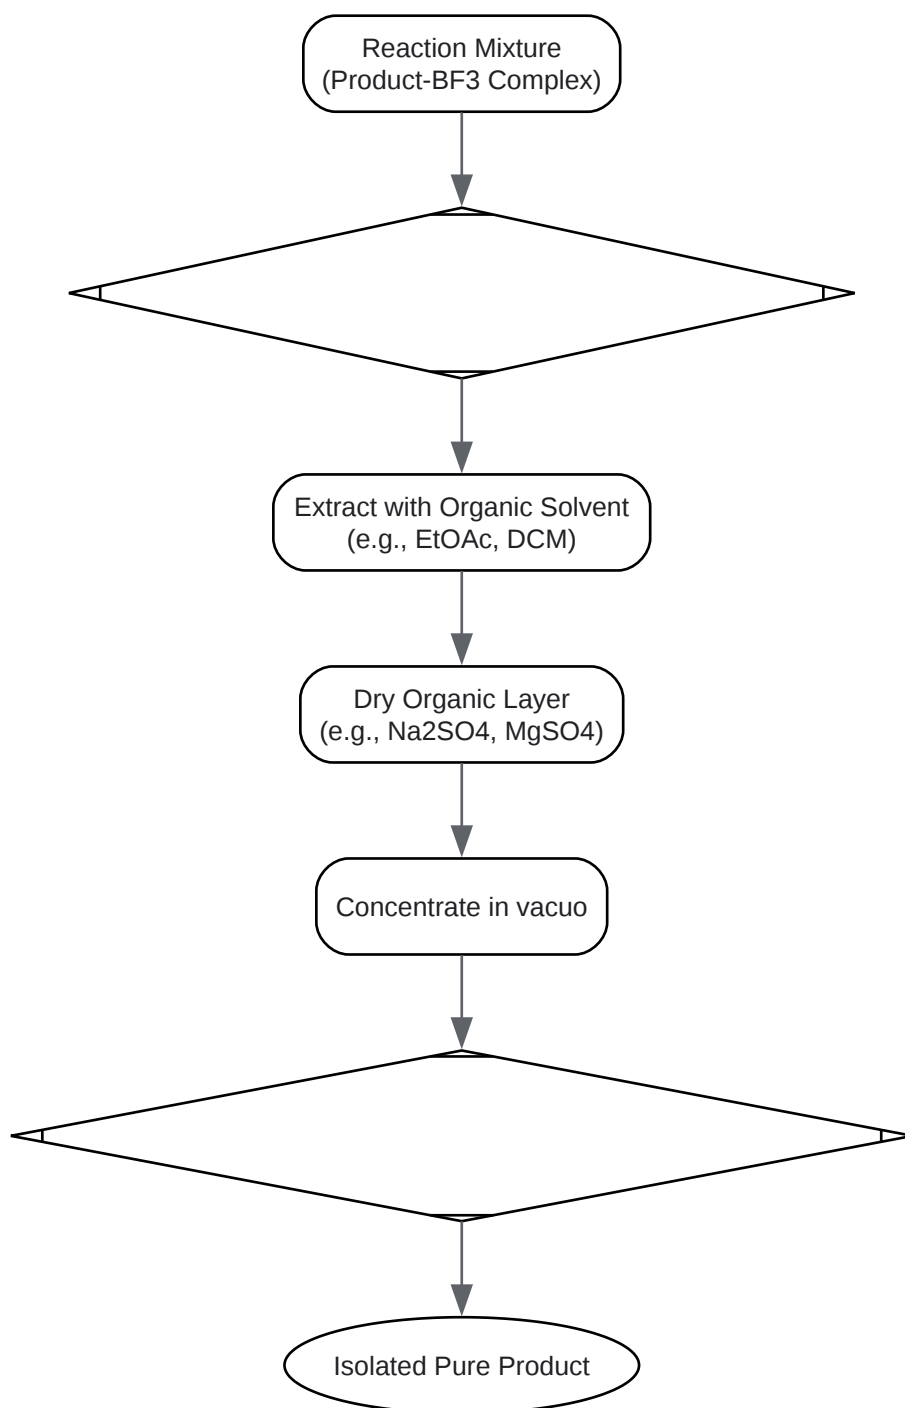 Reaction Mixture
(Product-BF3 Complex)
Extract with Organic Solvent
(e.g., EtOAc, DCM)
Dry Organic Layer
(e.g., Na2SO4, MgSO4)
Concentrate in vacuo
Isolated Pure Product